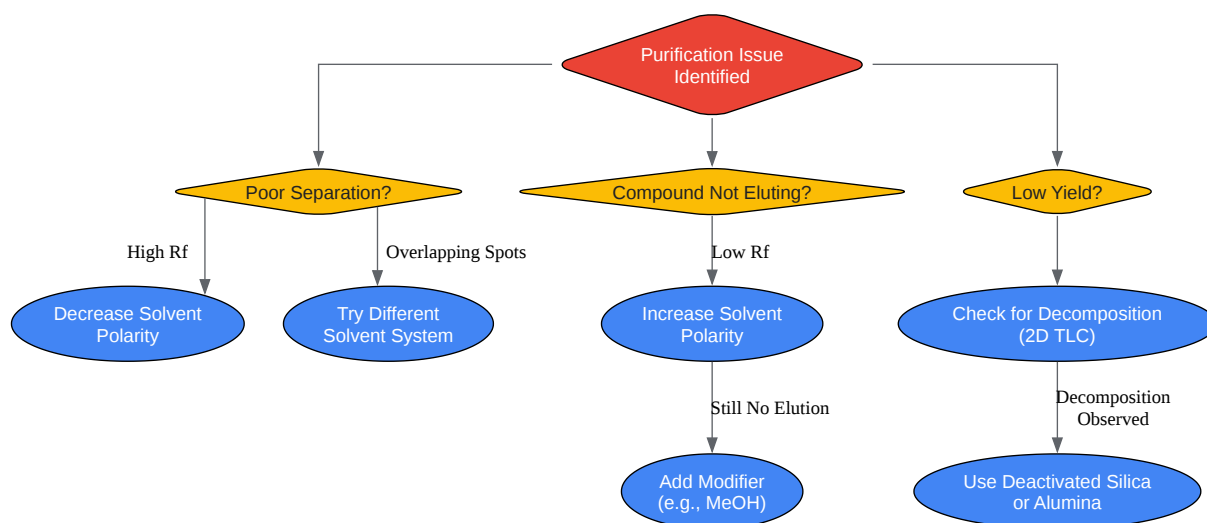 Purification Issue
Identified
Poor Separation?
Compound Not Eluting?
Low Yield?
High Rf
Overlapping Spots
Low Rf
Decrease Solvent
Polarity
Try Different
Solvent System
Increase Solvent
Polarity
Check for Decomposition
(2D TLC)
Still No Elution
Decomposition
Observed
Add Modifier
(e.g., MeOH)
Use Deactivated Silica
or Alumina